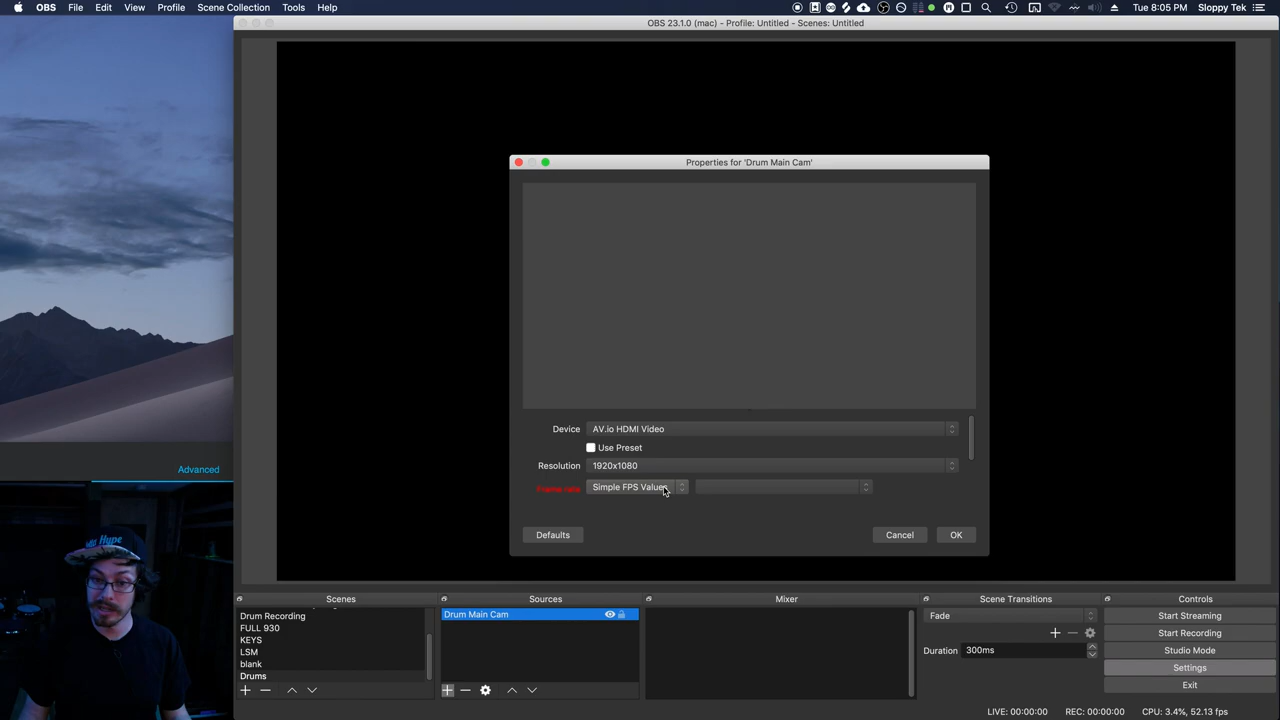 OBS File Edit View Profile Scene Collection Tools Help
Tue 8:05 PM Sloppy Tek
OBS 23.1.0 (mac) - Profile: Untitled - Scenes: Untitled
Properties for 'Drum Main Cam'
Device AV.io HDMI Video
Use Preset
Resolution 1920x1080
Frame rate Simple FPS Values
Defaults Cancel OK
Advanced
Scenes Sources Mixer Scene Transitions Controls
Drum Recording
FULL 930
KEYS
LSM
blank
Drums
Drum Main Cam
Fade
Duration 300ms
Start Streaming
Start Recording
Studio Mode
Settings
Exit
LIVE: 00:00:00 REC: 00:00:00 CPU: 3.4%, 52.13 fps